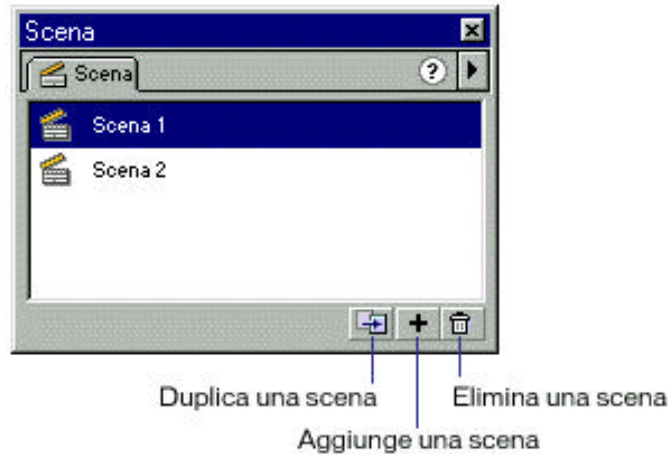 Scena
Scena
?
Scena 1
Scena 2
Duplica una scena
Elimina una scena
Aggiunge una scena